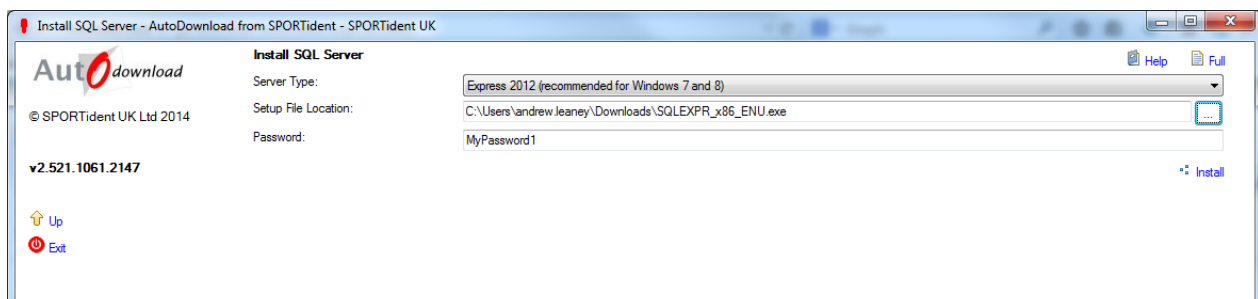 Install SQL Server - AutoDownload from SPORTident - SPORTident UK
AutOdownload
Install SQL Server
Help
Full
Server Type:
Express 2012 (recommended for Windows 7 and 8)
© SPORTident UK Ltd 2014
Setup File Location:
C:\Users\andrew.leaney\Downloads\SQLEXPR_x86_ENU.exe
...
Password:
MyPassword1
v2.521.1061.2147
Install
Up
Exit